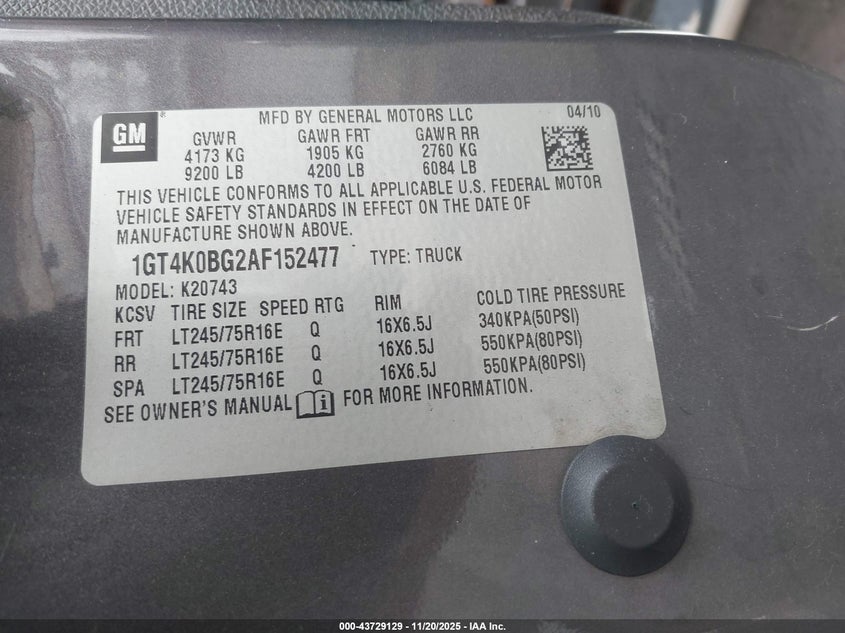 GM
MFD BY GENERAL MOTORS LLC 04/10
GVWR GAWR FRT GAWR RR
4173 KG 1905 KG 2760 KG
9200 LB 4200 LB 6084 LB
THIS VEHICLE CONFORMS TO ALL APPLICABLE U.S. FEDERAL MOTOR
VEHICLE SAFETY STANDARDS IN EFFECT ON THE DATE OF
MANUFACTURE SHOWN ABOVE.
1GT4K0BG2AF152477 TYPE: TRUCK
MODEL: K20743
KCSV TIRE SIZE SPEED RTG RIM COLD TIRE PRESSURE
FRT LT245/75R16E Q 16X6.5J 340KPA(50PSI)
RR LT245/75R16E Q 16X6.5J 550KPA(80PSI)
SPA LT245/75R16E Q 16X6.5J 550KPA(80PSI)
SEE OWNER'S MANUAL i FOR MORE INFORMATION.
000-43729129 - 11/20/2025 - IAA Inc.